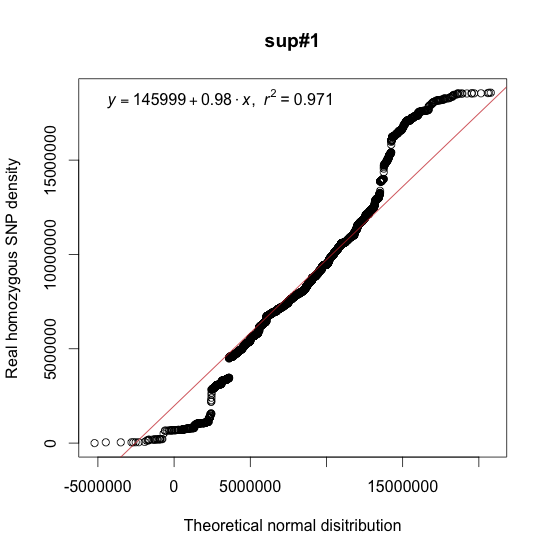 sup#1
y = 145999 + 0.98 · x, r² = 0.971
Real homozygous SNP density
15000000
10000000
5000000
0
-5000000 0 5000000 15000000
Theoretical normal disitribution